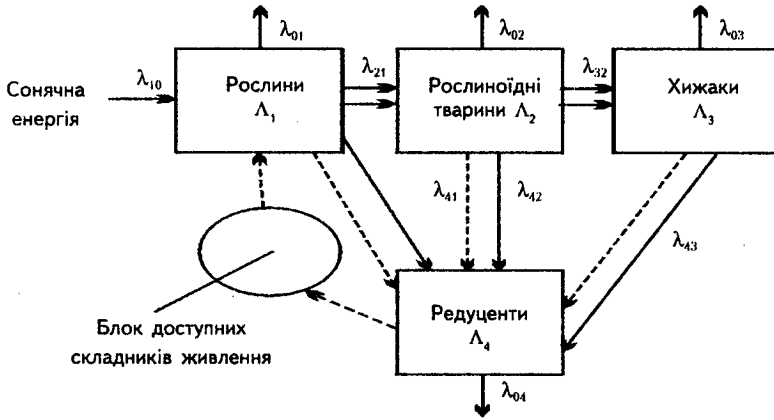 λ01
λ02
λ03
Сонячна
енергія
λ10
Рослини
Λ1
λ21
Рослиноїдні
тварини Λ2
λ32
Хижаки
Λ3
λ41
λ42
λ43
Блок доступних
складників живлення
Редуценти
Λ4
λ04